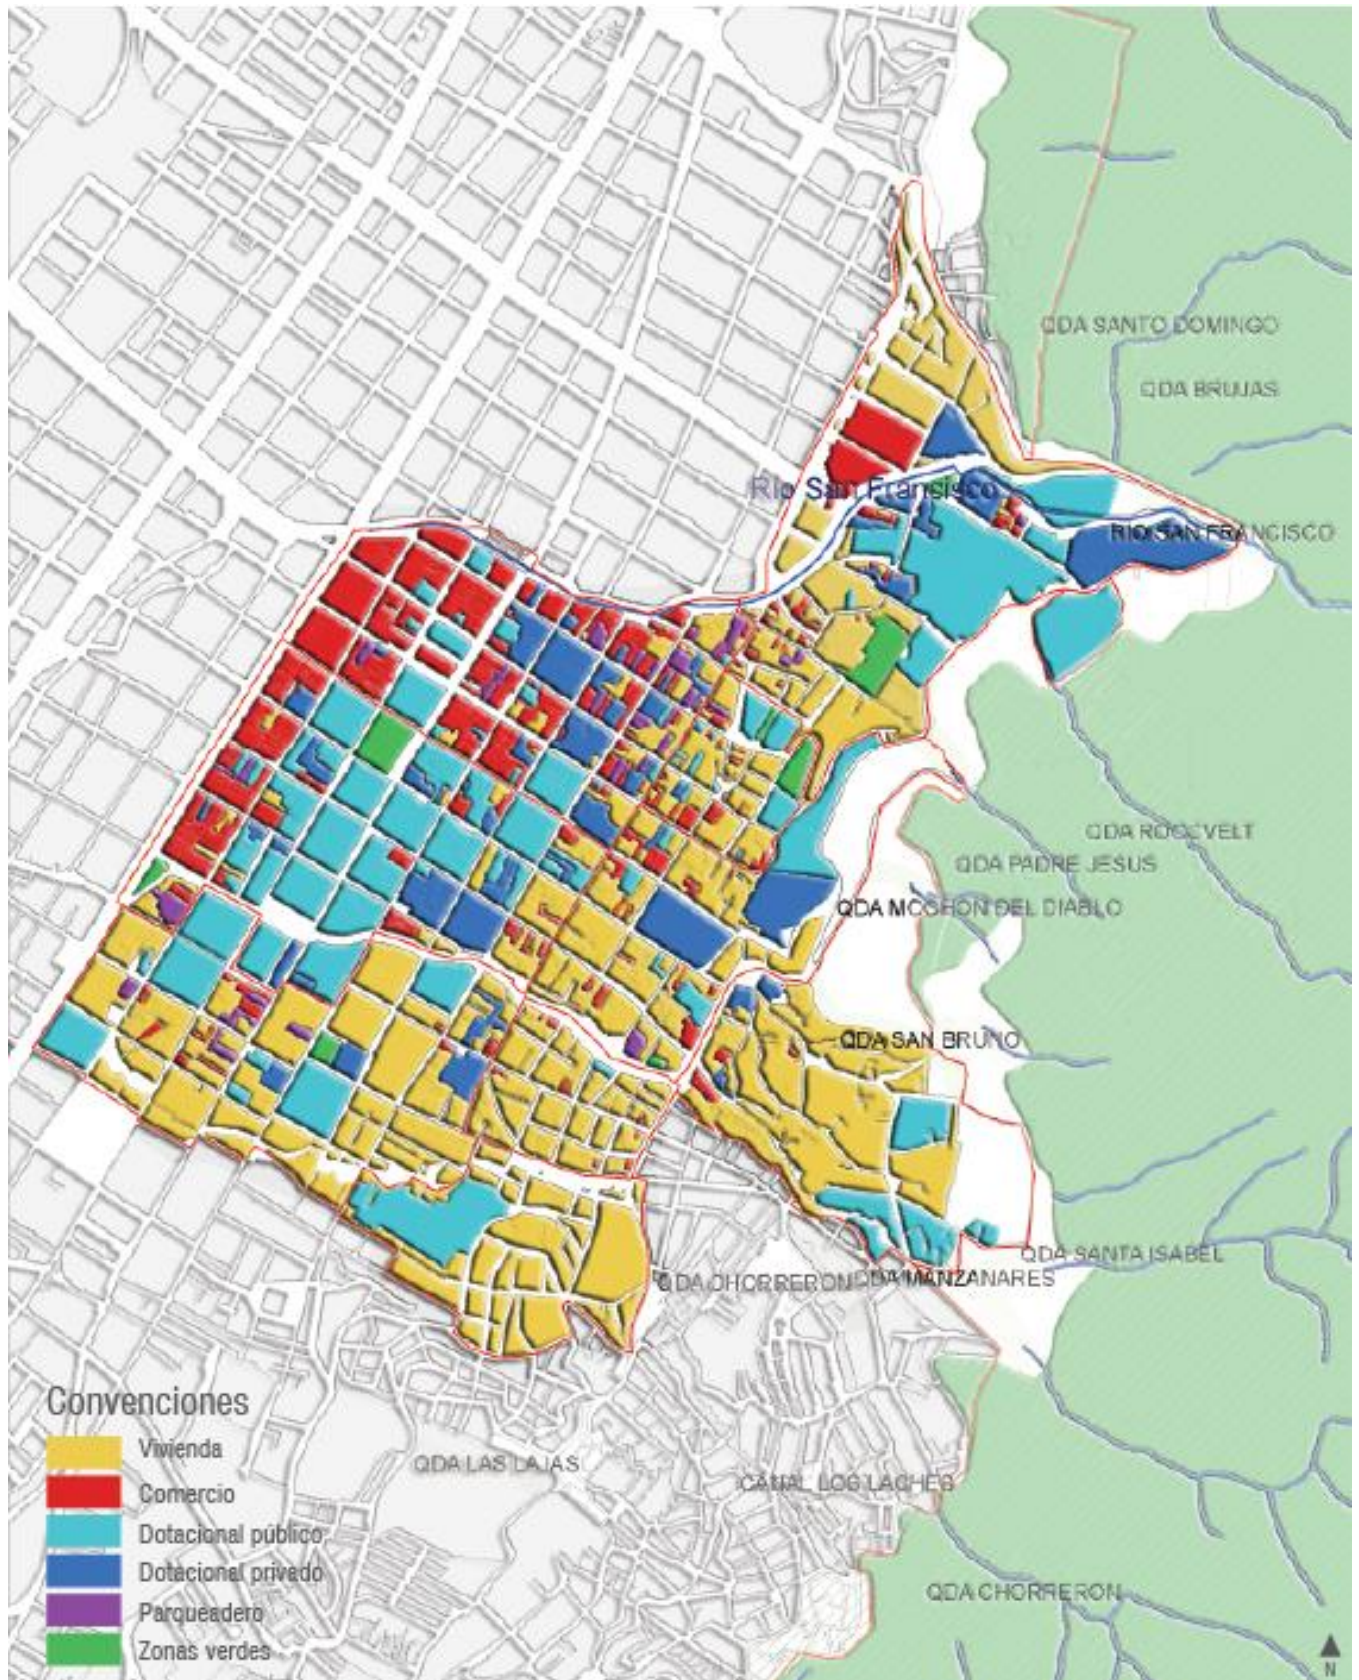 QDA SANTO DOMINGO
QDA BRUJAS
Río San Fransisco
RIO SAN FRANCISCO
QDA ROOSVELT
QDA PADRE JESUS
QDA MOCHON DEL DIABLO
QDA SAN BRUNO
QDA SANTA ISABEL
QDA CHORRERON
QDA MANZANARES
Convenciones
Vivienda
Comercio
Dotacional público
Dotacional privado
Parqueadero
Zonas verdes
QDA LAS LAJAS
CANAL LOS LACHES
QDA CHORRERON
N